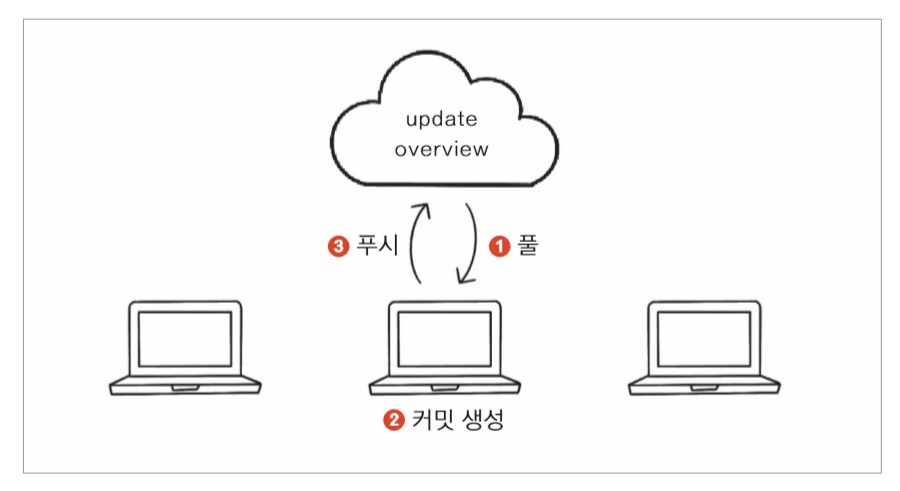 update
overview
❸ 푸시
❶ 풀
❷ 커밋 생성